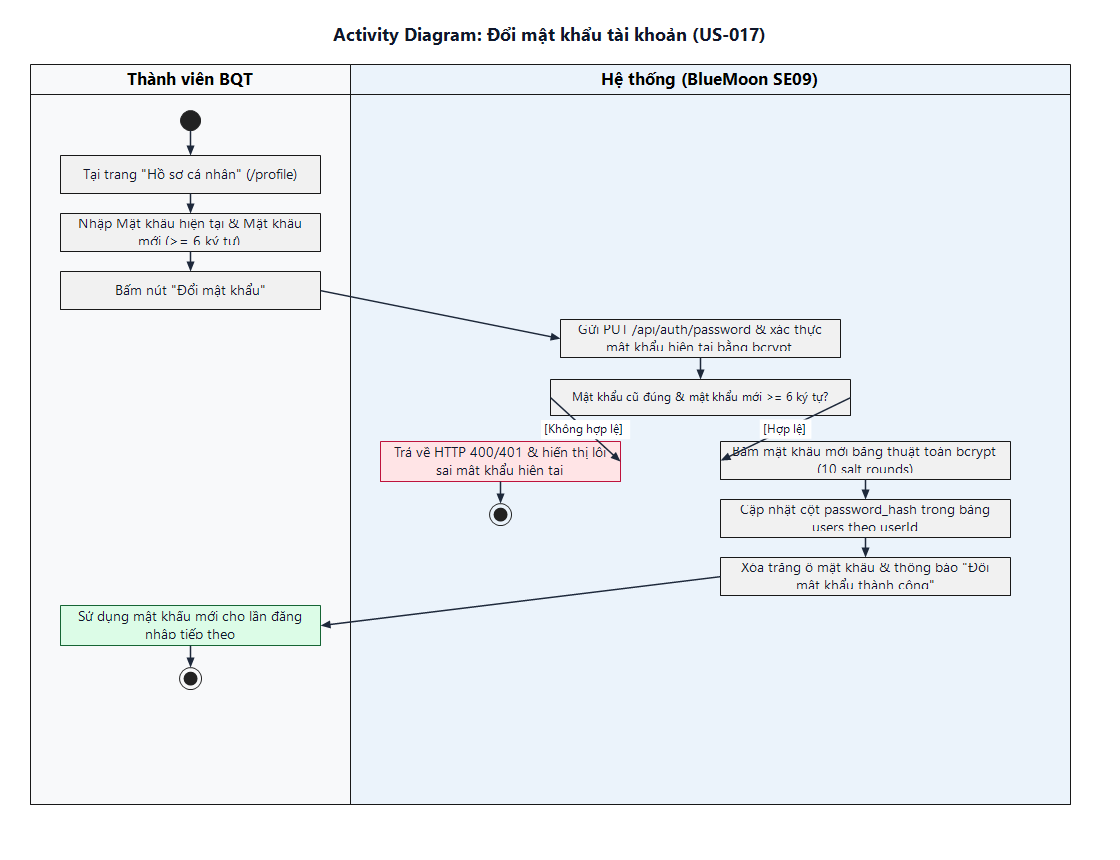 Activity Diagram: Đổi mật khẩu tài khoản (US-017)
Thành viên BQT
Hệ thống (BlueMoon SE09)
Tại trang "Hồ sơ cá nhân" (/profile)
Nhập Mật khẩu hiện tại & Mật khẩu
mới (>= 6 ký tự)
Bấm nút "Đổi mật khẩu"
Gửi PUT /api/auth/password & xác thực
mật khẩu hiện tại bằng bcrypt
Mật khẩu cũ đúng & mật khẩu mới >= 6 ký tự?
[Không hợp lệ]
[Hợp lệ]
Trả về HTTP 400/401 & hiển thị lỗi
sai mật khẩu hiện tại
Băm mật khẩu mới bằng thuật toán bcrypt
(10 salt rounds)
Cập nhật cột password_hash trong bảng
users theo userId
Xóa trắng ô mật khẩu & thông báo "Đổi
mật khẩu thành công"
Sử dụng mật khẩu mới cho lần đăng
nhập tiếp theo